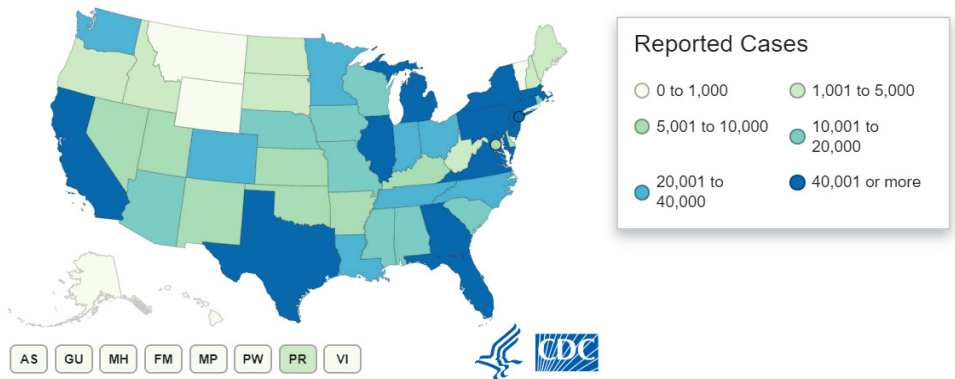 Reported Cases
0 to 1,000
1,001 to 5,000
5,001 to 10,000
10,001 to
20,000
20,001 to
40,000
40,001 or more
AS
GU
MH
FM
MP
PW
PR
VI
CDC